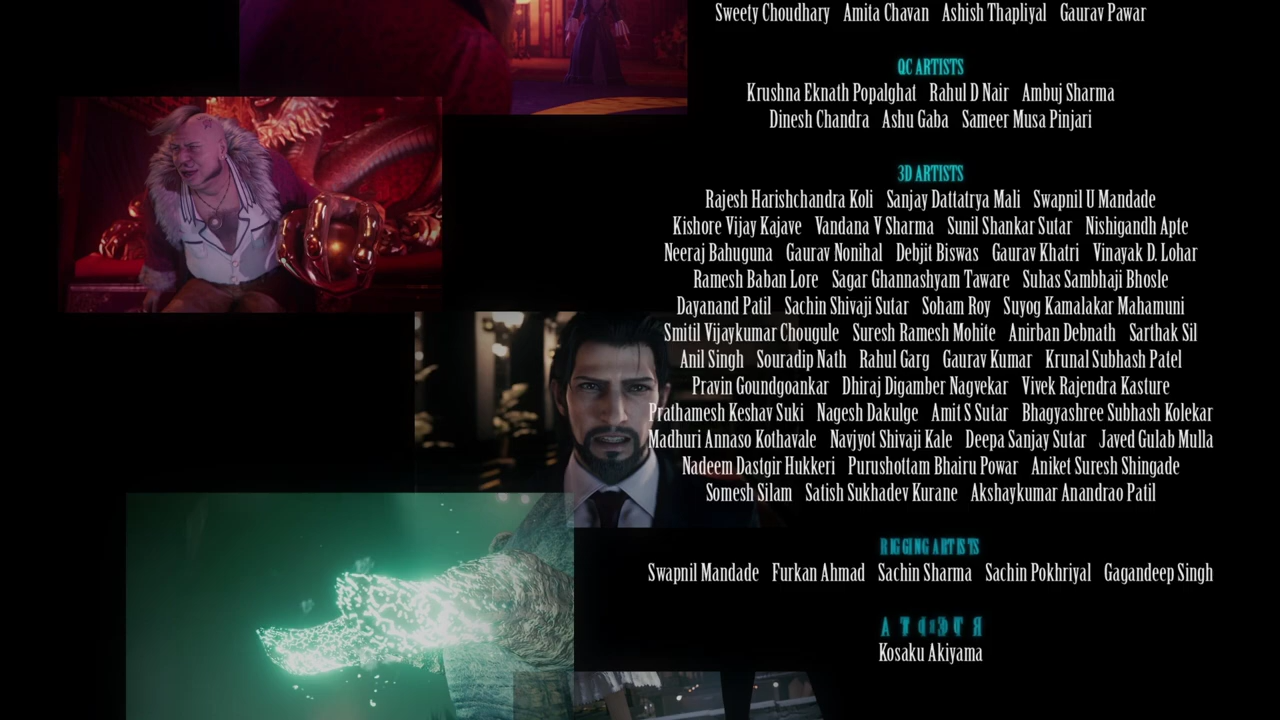 Sweety Choudhary Amita Chavan Ashish Thapliyal Gaurav Pawar
QC ARTISTS
Krushna Eknath Popalghat Rahul D Nair Ambuj Sharma
Dinesh Chandra Ashu Gaba Sameer Musa Pinjari
3D ARTISTS
Rajesh Harishchandra Koli Sanjay Dattatrya Mali Swapnil U Mandade
Kishore Vijay Kajave Vandana V Sharma Sunil Shankar Sutar Nishigandh Apte
Neeraj Bahuguna Gaurav Nonihal Debjit Biswas Gaurav Khatri Vinayak D. Lohar
Ramesh Baban Lore Sagar Ghannashyam Taware Suhas Sambhaji Bhosle
Dayanand Patil Sachin Shivaji Sutar Soham Roy Suyog Kamalakar Mahamuni
Smitil Vijaykumar Chougule Suresh Ramesh Mohite Anirban Debnath Sarthak Sil
Anil Singh Souradip Nath Rahul Garg Gaurav Kumar Krunal Subhash Patel
Pravin Goundgoankar Dhiraj Digamber Nagvekar Vivek Rajendra Kasture
Prathamesh Keshav Suki Nagesh Dakulge Amit S Sutar Bhagyashree Subhash Kolekar
Madhuri Annaso Kothavale Navjyot Shivaji Kale Deepa Sanjay Sutar Javed Gulab Mulla
Nadeem Dastgir Hukkeri Purushottam Bhairu Powar Aniket Suresh Shingade
Somesh Silam Satish Sukhadev Kurane Akshaykumar Anandrao Patil
RIGGING ARTISTS
Swapnil Mandade Furkan Ahmad Sachin Sharma Sachin Pokhriyal Gagandeep Singh
Kosaku Akiyama